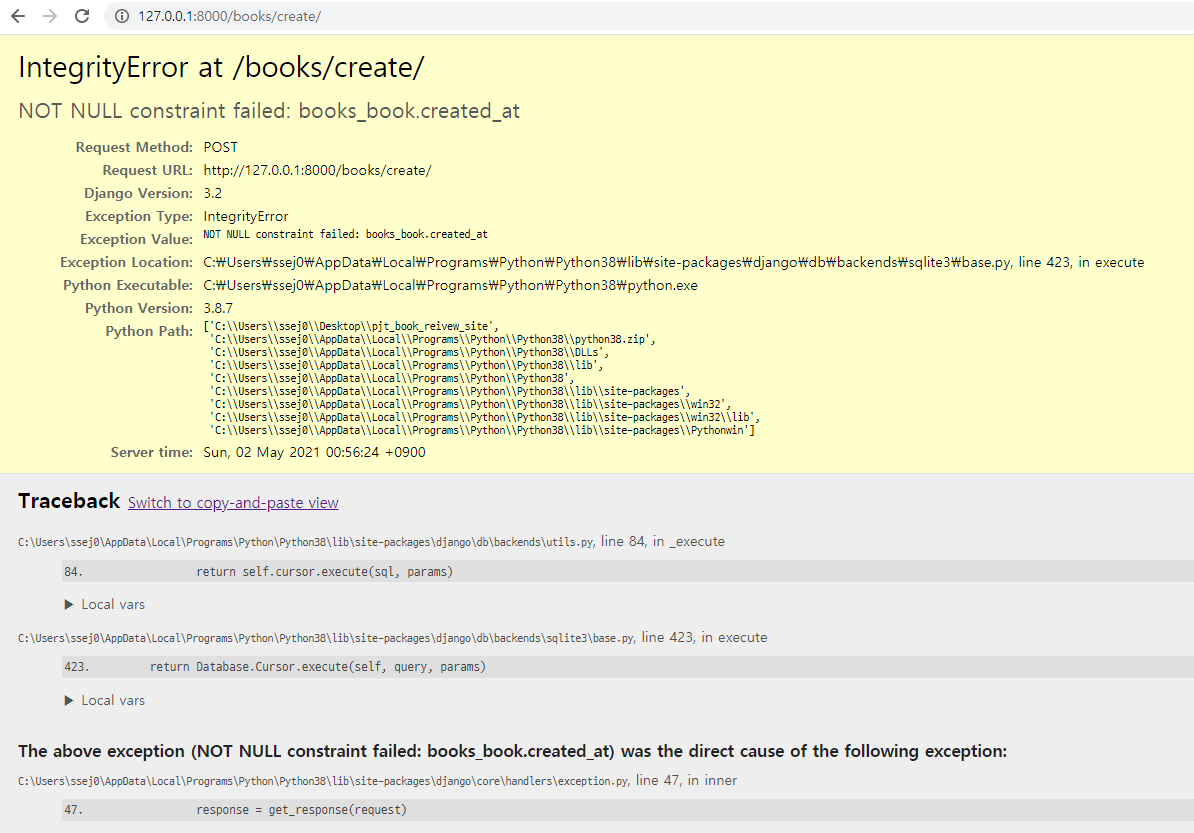 127.0.0.1:8000/books/create/
IntegrityError at /books/create/
NOT NULL constraint failed: books_book.created_at
Request Method: POST
Request URL: http://127.0.0.1:8000/books/create/
Django Version: 3.2
Exception Type: IntegrityError
Exception Value: NOT NULL constraint failed: books_book.created_at
Exception Location: C:₩Users₩ssej0₩AppData₩Local₩Programs₩Python₩Python38₩lib₩site-packages₩django₩db₩backends₩sqlite3₩base.py, line 423, in execute
Python Executable: C:₩Users₩ssej0₩AppData₩Local₩Programs₩Python₩Python38₩python.exe
Python Version: 3.8.7
Python Path: ['C:\\Users\\ssej0\\Desktop\\pjt_book_reivew_site',
'C:\\Users\\ssej0\\AppData\\Local\\Programs\\Python\\Python38\\python38.zip',
'C:\\Users\\ssej0\\AppData\\Local\\Programs\\Python\\Python38\\DLLs',
'C:\\Users\\ssej0\\AppData\\Local\\Programs\\Python\\Python38\\lib',
'C:\\Users\\ssej0\\AppData\\Local\\Programs\\Python\\Python38',
'C:\\Users\\ssej0\\AppData\\Local\\Programs\\Python\\Python38\\lib\\site-packages',
'C:\\Users\\ssej0\\AppData\\Local\\Programs\\Python\\Python38\\lib\\site-packages\\win32',
'C:\\Users\\ssej0\\AppData\\Local\\Programs\\Python\\Python38\\lib\\site-packages\\win32\\lib',
'C:\\Users\\ssej0\\AppData\\Local\\Programs\\Python\\Python38\\lib\\site-packages\\Pythonwin']
Server time: Sun, 02 May 2021 00:56:24 +0900
Traceback Switch to copy-and-paste view
C:\Users\ssej0\AppData\Local\Programs\Python\Python38\lib\site-packages\django\db\backends\utils.py, line 84, in _execute
84. return self.cursor.execute(sql, params)
▶ Local vars
C:\Users\ssej0\AppData\Local\Programs\Python\Python38\lib\site-packages\django\db\backends\sqlite3\base.py, line 423, in execute
423. return Database.Cursor.execute(self, query, params)
▶ Local vars
The above exception (NOT NULL constraint failed: books_book.created_at) was the direct cause of the following exception:
C:\Users\ssej0\AppData\Local\Programs\Python\Python38\lib\site-packages\django\core\handlers\exception.py, line 47, in inner
47. response = get_response(request)